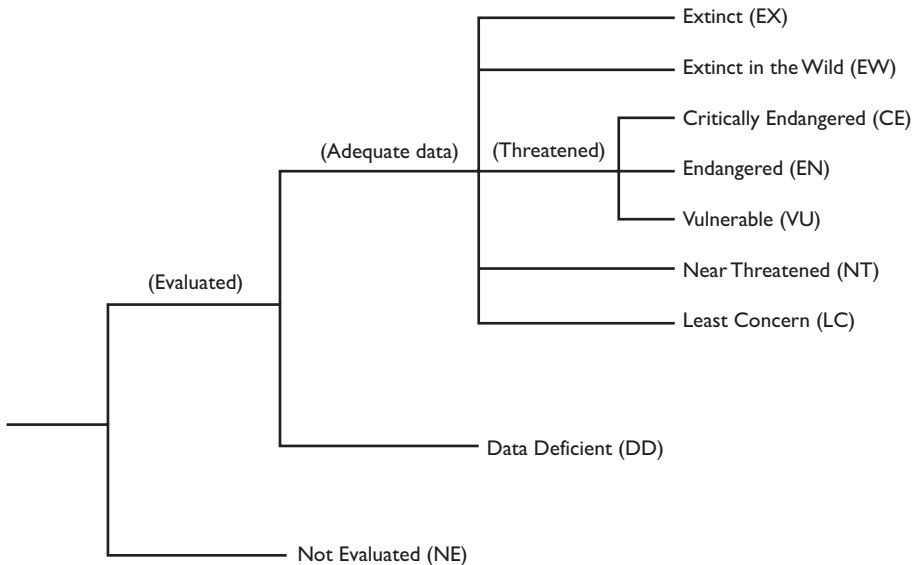 Extinct (EX)
Extinct in the Wild (EW)
Critically Endangered (CE)
(Adequate data)
(Threatened)
Endangered (EN)
Vulnerable (VU)
(Evaluated)
Near Threatened (NT)
Least Concern (LC)
Data Deficient (DD)
Not Evaluated (NE)